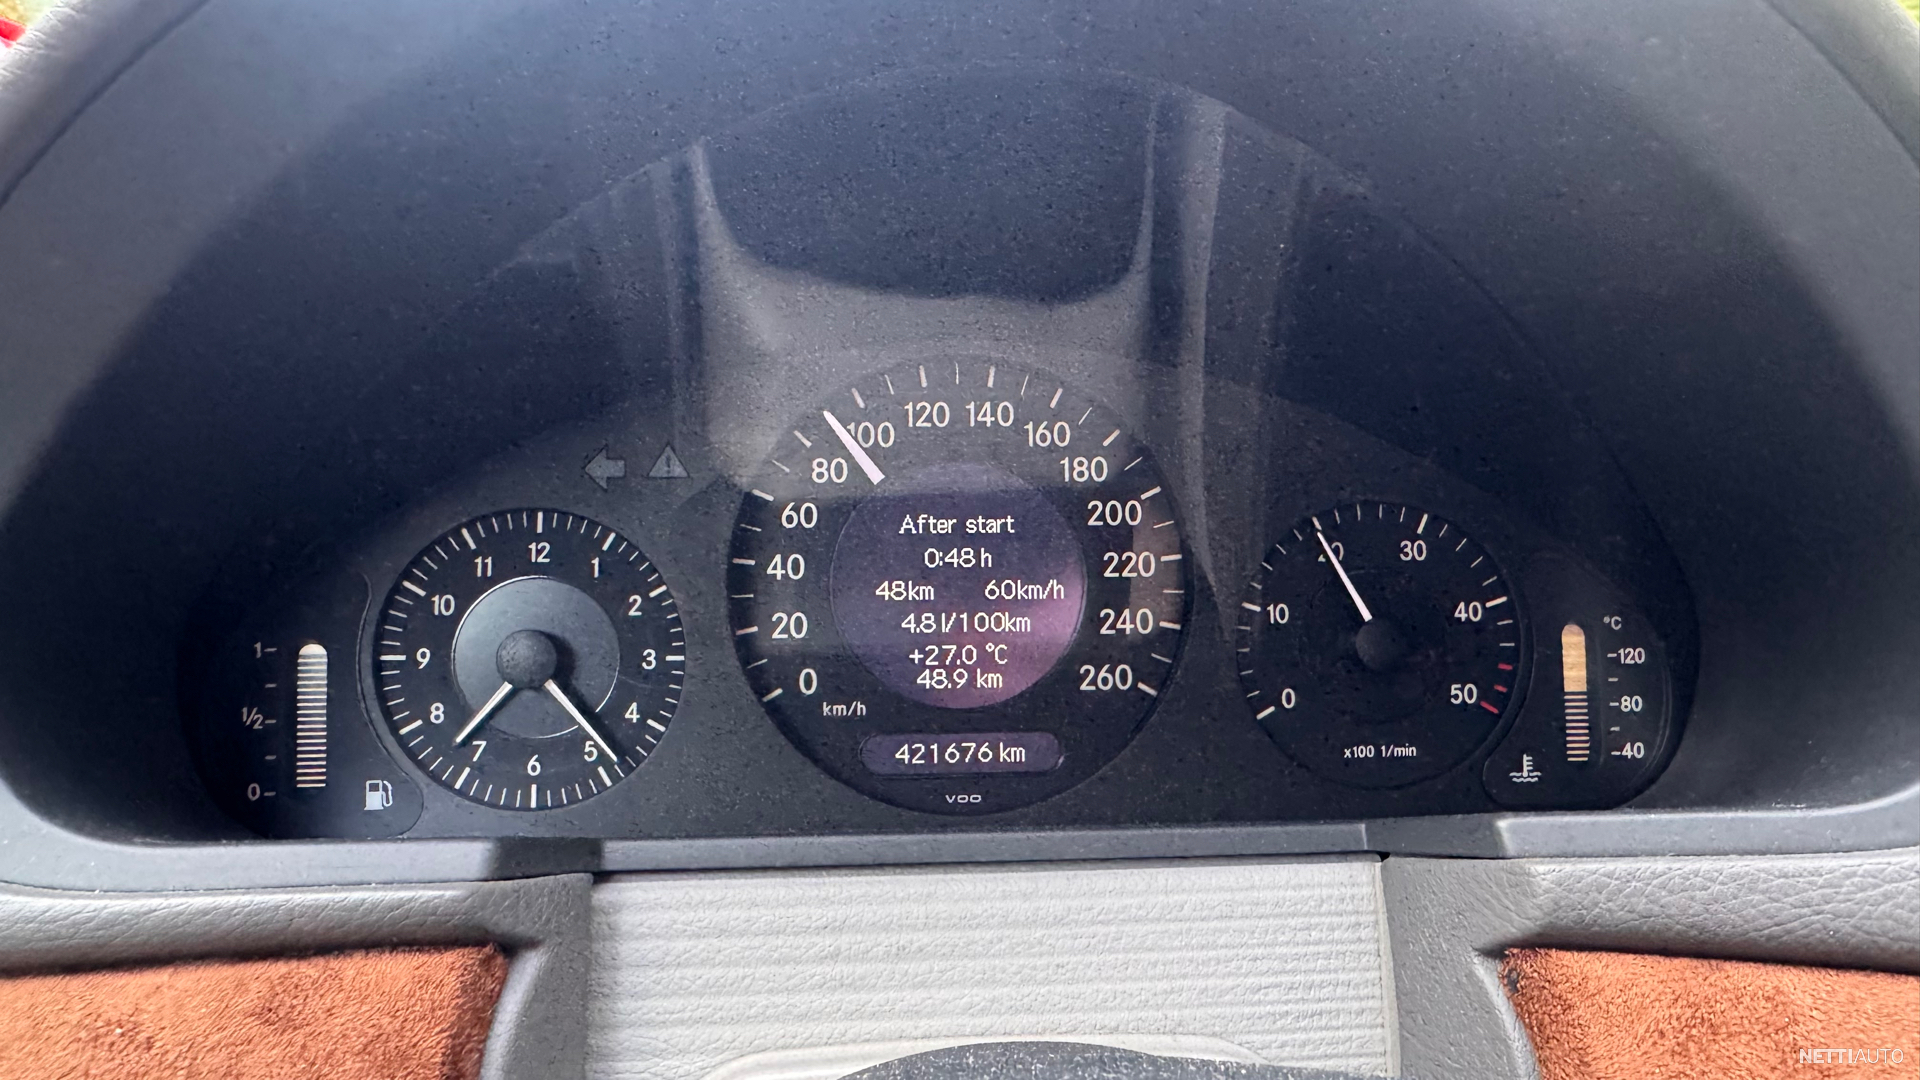 120 140
100 160
80 180
60 200
40 220
20 240
0 260
km/h
After start
0:48 h
48km 60km/h
4.8 l/100km
+27.0 °C
48.9 km
421676 km
VDO
12
11 1
10 2
9 3
8 4
7 5
6
1
1/2
0
20 30
10 40
0 50
x100 1/min
°C
120
80
40
NETTIAUTO